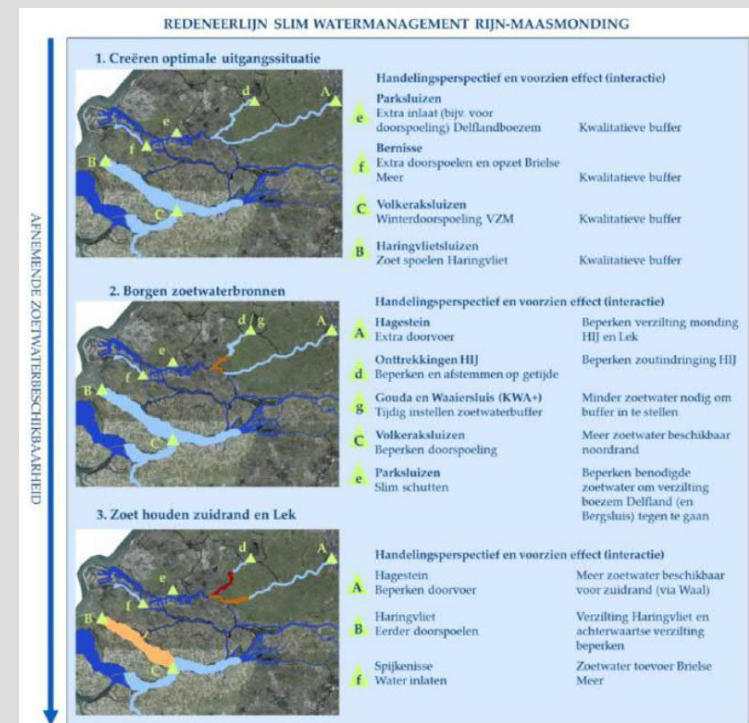 REDENEERLIJN SLIM WATERMANAGEMENT RIJN-MAASMONDING
AFNEMENDE ZOETWATERBESCHIKBAARHEID
1. Creëren optimale uitgangssituatie
d
A
e
f
B
C
Handelingsperspectief en voorzien effect (interactie)
e
Parksluizen
Extra inlaat (bijv. voor
doorspoeling) Delflandboezem Kwalitatieve buffer
f
Bernisse
Extra doorspoelen en opzet Brielse
Meer Kwalitatieve buffer
C
Volkeraksluizen
Winterdoorspoeling VZM Kwalitatieve buffer
B
Haringvlietsluizen
Zoet spoelen Haringvliet Kwalitatieve buffer
2. Borgen zoetwaterbronnen
d g
A
e
f
B
C
Handelingsperspectief en voorzien effect (interactie)
A
Hagestein Beperken verzilting monding
Extra doorvoer HIJ en Lek
d
Onttrekkingen HIJ Beperken zoutindringing HIJ
Beperken en afstemmen op getijde
g
Gouda en Waaiersluis (KWA+) Minder zoetwater nodig om
Tijdig instellen zoetwaterbuffer buffer in te stellen
C
Volkeraksluizen Meer zoetwater beschikbaar
Beperken doorspoeling noordrand
e
Parksluizen Beperken benodigde
Slim schutten zoetwater om verzilting
boezem Delfland (en
Bergsluis) tegen te gaan
3. Zoet houden zuidrand en Lek
d
A
e
f
B
C
Handelingsperspectief en voorzien effect (interactie)
A
Hagestein Meer zoetwater beschikbaar
Beperken doorvoer voor zuidrand (via Waal)
B
Haringvliet Verzilting Haringvliet en
Eerder doorspoelen achterwaartse verzilting
beperken
f
Spijkenisse Zoetwater toevoer Brielse
Water inlaten Meer